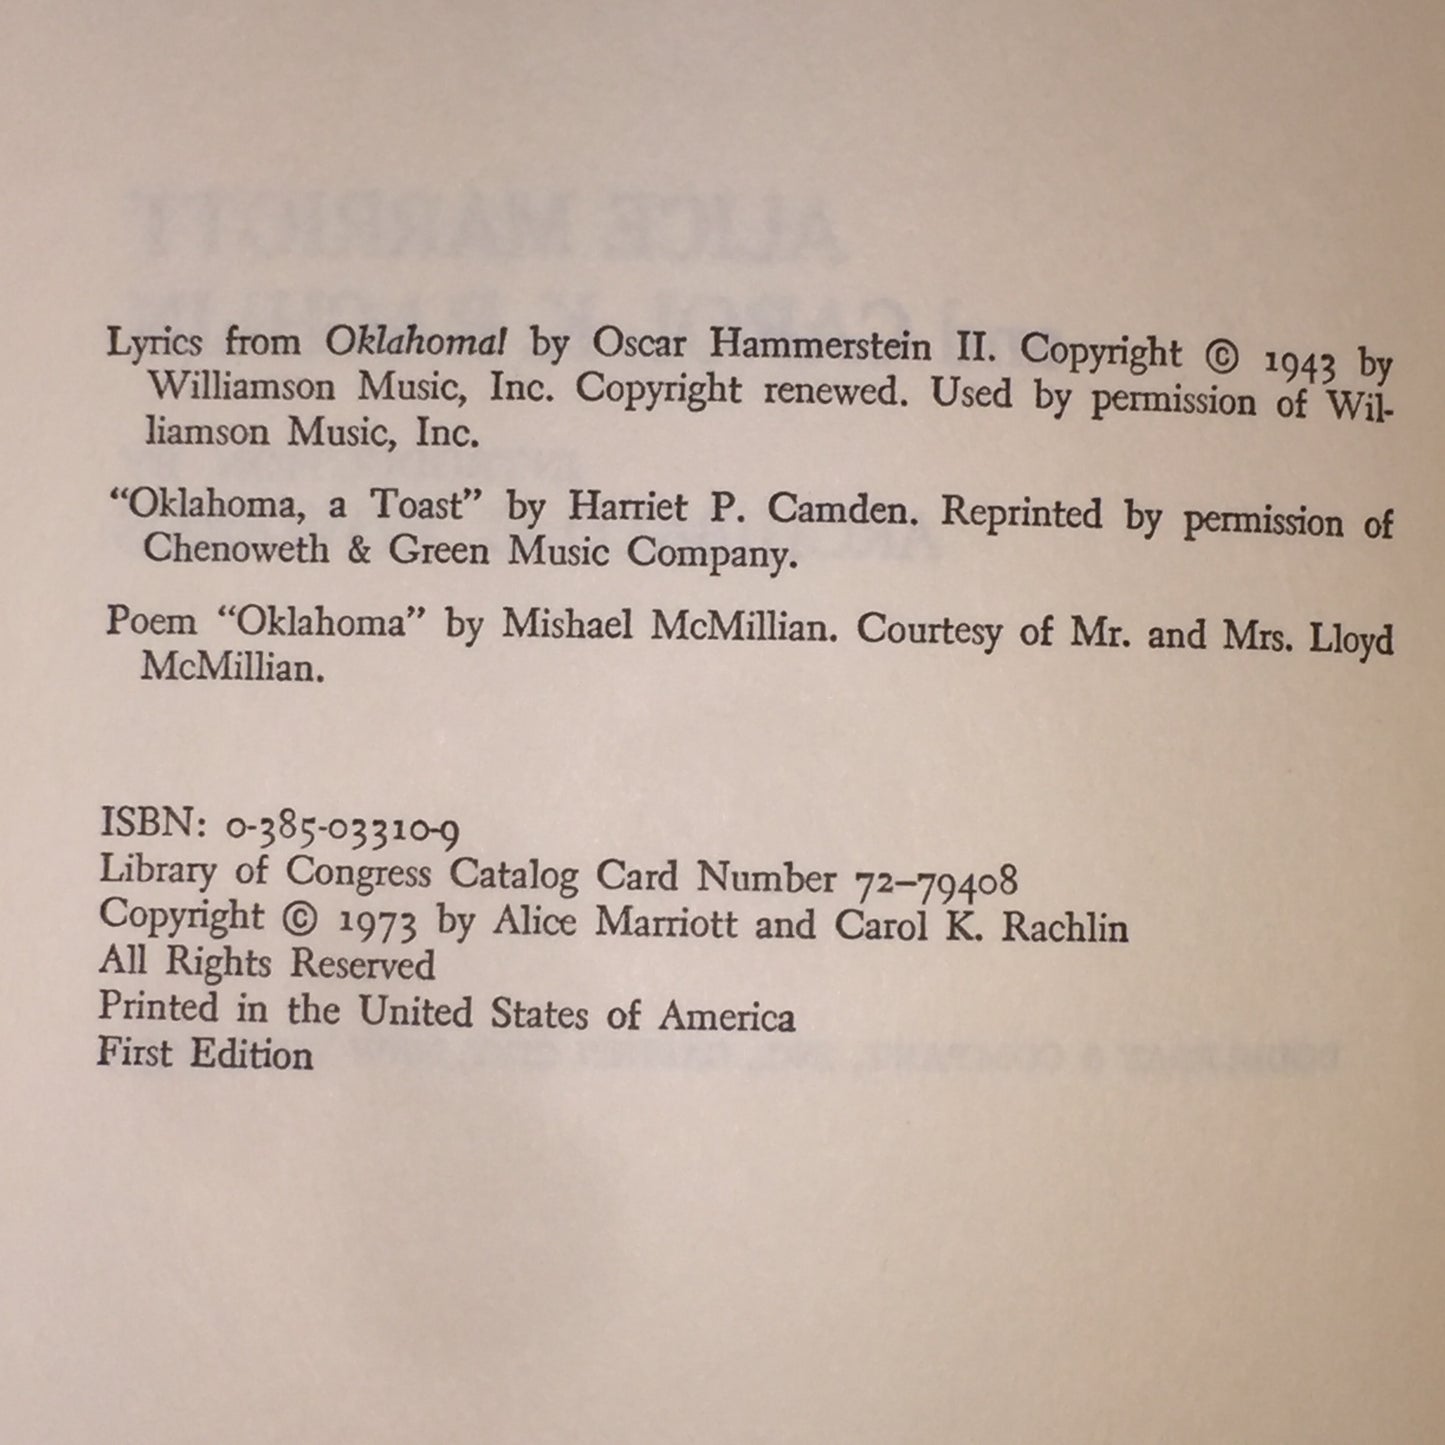 Lyrics from Oklahoma! by Oscar Hammerstein II. Copyright © 1943 by
Williamson Music, Inc. Copyright renewed. Used by permission of Wil-
liamson Music, Inc.
“Oklahoma, a Toast” by Harriet P. Camden. Reprinted by permission of
Chenoweth & Green Music Company.
Poem “Oklahoma” by Mishael McMillian. Courtesy of Mr. and Mrs. Lloyd
McMillian.
ISBN: 0-385-03310-9
Library of Congress Catalog Card Number 72–79408
Copyright © 1973 by Alice Marriott and Carol K. Rachlin
All Rights Reserved
Printed in the United States of America
First Edition